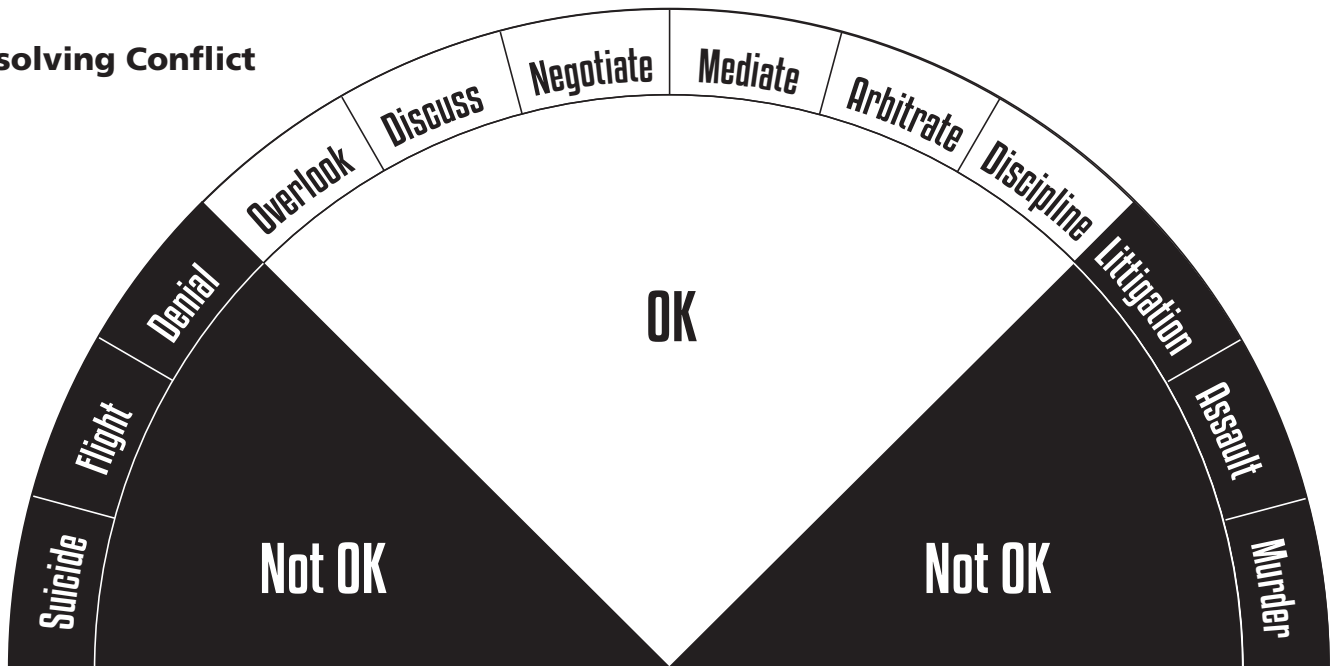 solving Conflict
Suicide
Flight
Denial
Overlook
Discuss
Negotiate
Mediate
Arbitrate
Discipline
Littigation
Assault
Murder
OK
Not OK
Not OK